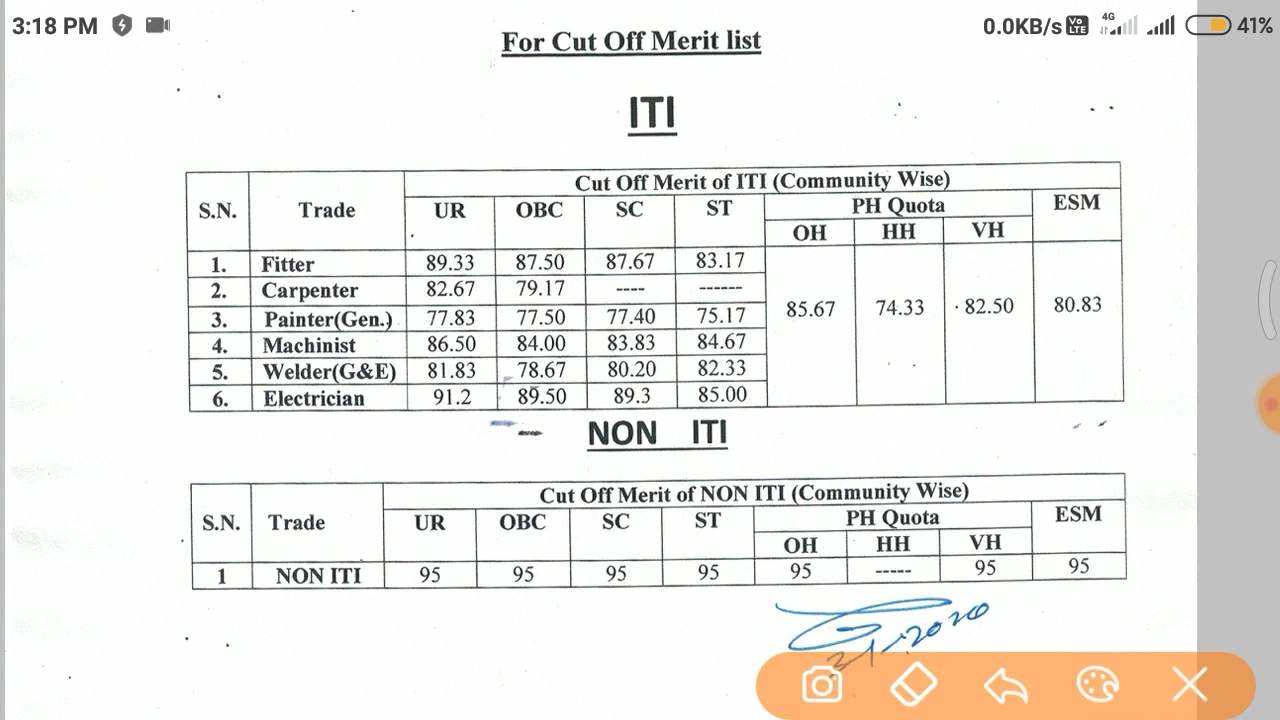 3:18 PM 0.0KB/s Vo LTE 4G 41%
For Cut Off Merit list
ITI
S.N. Trade Cut Off Merit of ITI (Community Wise)
UR OBC SC ST PH Quota ESM
OH HH VH
1. Fitter 89.33 87.50 87.67 83.17
2. Carpenter 82.67 79.17 ---- ------
85.67 74.33 82.50 80.83
3. Painter(Gen.) 77.83 77.50 77.40 75.17
4. Machinist 86.50 84.00 83.83 84.67
5. Welder(G&E) 81.83 78.67 80.20 82.33
6. Electrician 91.2 89.50 89.3 85.00
NON ITI
S.N. Trade Cut Off Merit of NON ITI (Community Wise)
UR OBC SC ST PH Quota ESM
OH HH VH
1 NON ITI 95 95 95 95 95 ----- 95 95